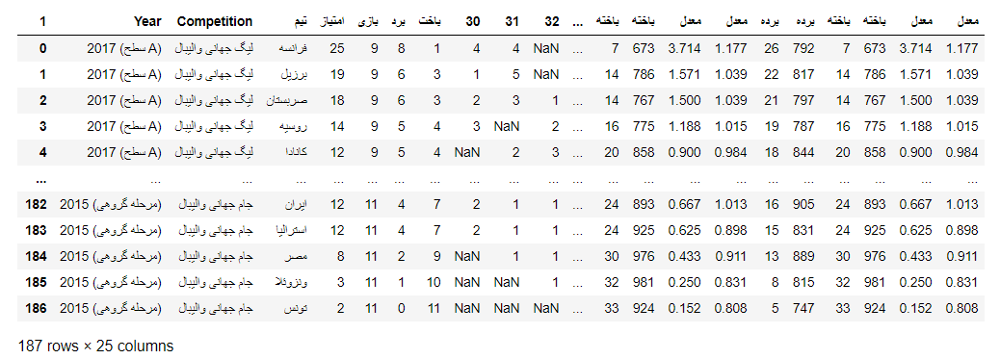 1 Year Competition تیم امتیاز بازی برد باخت 30 31 32 ... باخته باخته معدل معدل برده برده باخته باخته معدل معدل
0 2017 (سطح A) لیگ جهانی والیبال فرانسه 25 9 8 1 4 4 NaN ... 7 673 3.714 1.177 26 792 7 673 3.714 1.177
1 2017 (سطح A) لیگ جهانی والیبال برزیل 19 9 6 3 1 5 NaN ... 14 786 1.571 1.039 22 817 14 786 1.571 1.039
2 2017 (سطح A) لیگ جهانی والیبال صربستان 18 9 6 3 2 3 1 ... 14 767 1.500 1.039 21 797 14 767 1.500 1.039
3 2017 (سطح A) لیگ جهانی والیبال روسیه 14 9 5 4 3 NaN 2 ... 16 775 1.188 1.015 19 787 16 775 1.188 1.015
4 2017 (سطح A) لیگ جهانی والیبال کانادا 12 9 5 4 NaN 2 3 ... 20 858 0.900 0.984 18 844 20 858 0.900 0.984
... ... ... ... ... ... ... ... ... ... ... ... ... ... ... ... ... ... ... ... ... ...
182 2015 (مرحله گروهی) جام جهانی والیبال ایران 12 11 4 7 2 1 1 ... 24 893 0.667 1.013 16 905 24 893 0.667 1.013
183 2015 (مرحله گروهی) جام جهانی والیبال استرالیا 12 11 4 7 2 1 1 ... 24 925 0.625 0.898 15 831 24 925 0.625 0.898
184 2015 (مرحله گروهی) جام جهانی والیبال مصر 8 11 2 9 NaN 1 1 ... 30 976 0.433 0.911 13 889 30 976 0.433 0.911
185 2015 (مرحله گروهی) جام جهانی والیبال ونزوئلا 3 11 1 10 NaN NaN 1 ... 32 981 0.250 0.831 8 815 32 981 0.250 0.831
186 2015 (مرحله گروهی) جام جهانی والیبال تونس 2 11 0 11 NaN NaN NaN ... 33 924 0.152 0.808 5 747 33 924 0.152 0.808
187 rows × 25 columns